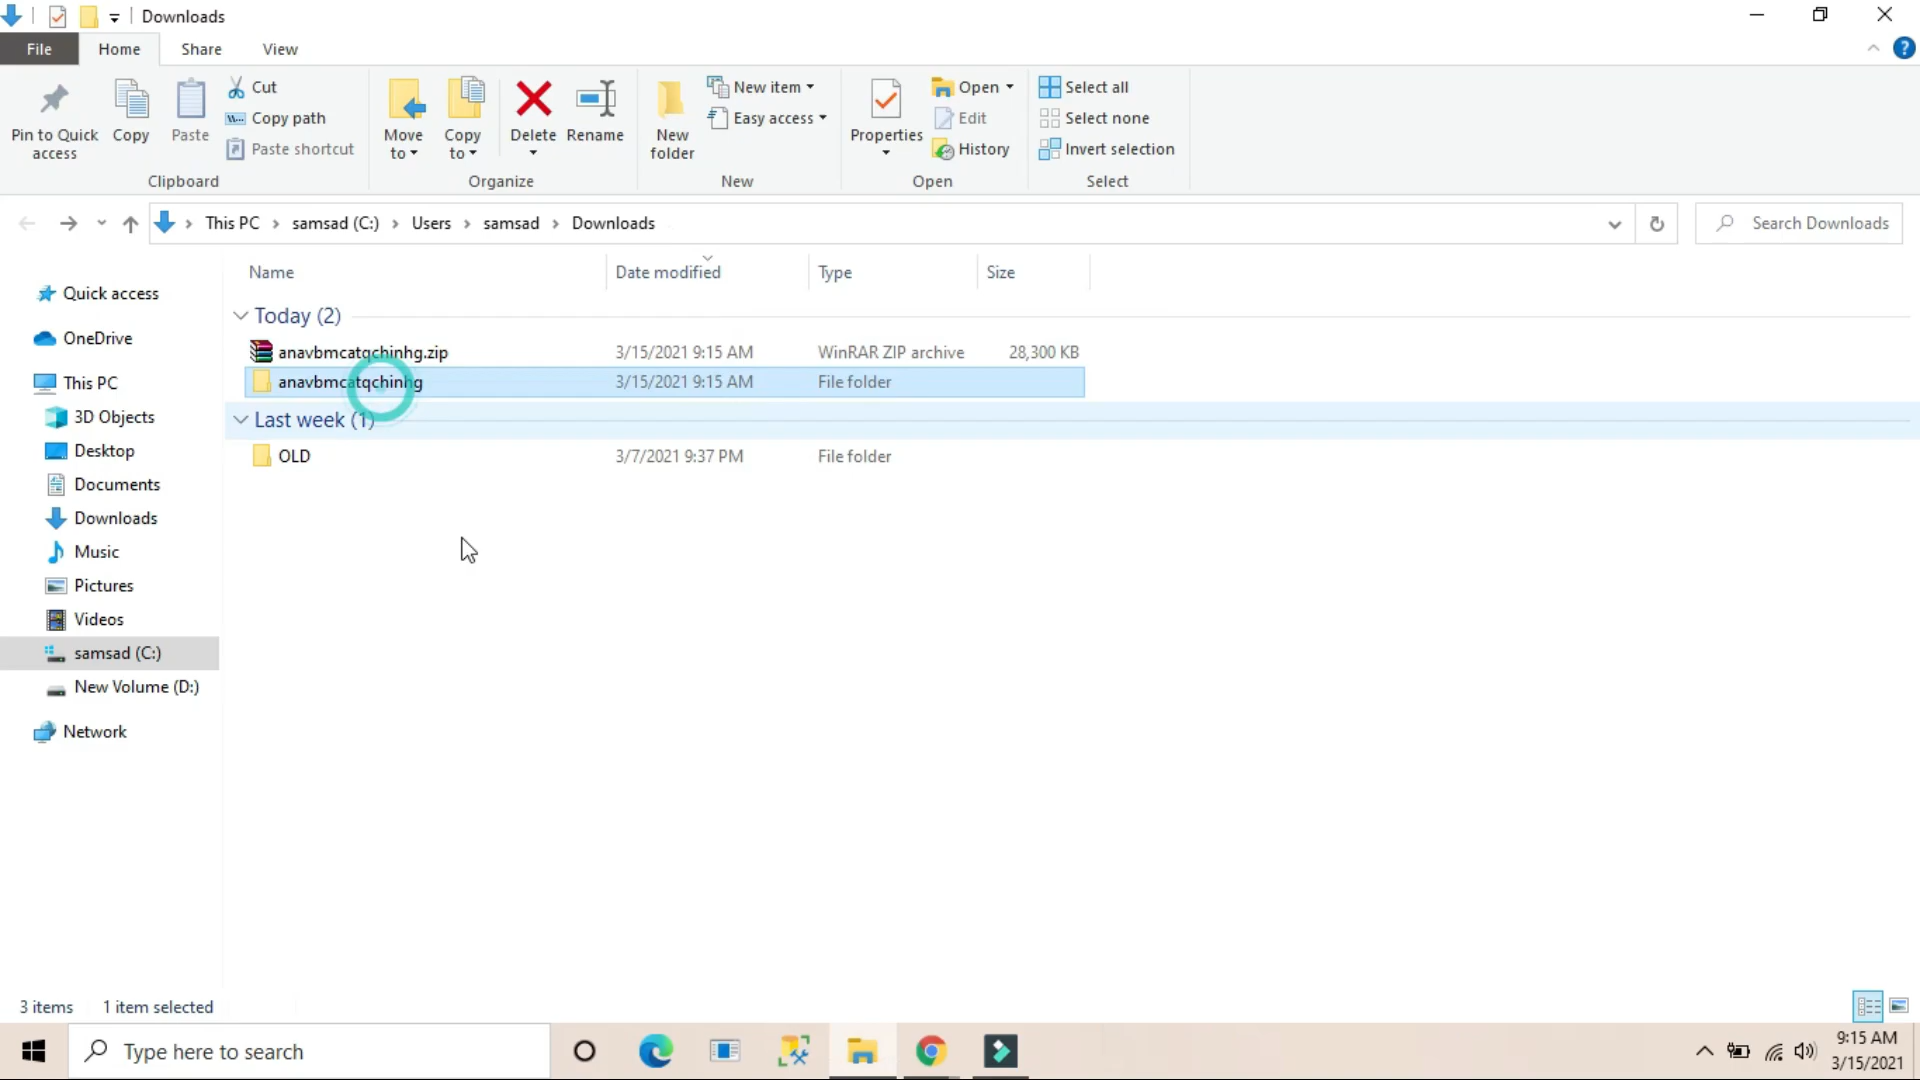 Downloads
File Home Share View
Pin to Quick access
Copy
Paste
Cut
Copy path
Paste shortcut
Clipboard
Move to
Copy to
Delete
Rename
Organize
New folder
New item
Easy access
New
Properties
Open
Edit
History
Open
Select all
Select none
Invert selection
Select
This PC samsad (C:) Users samsad Downloads
Search Downloads
Name Date modified Type Size
Today (2)
anavbmcatqchinhg.zip 3/15/2021 9:15 AM WinRAR ZIP archive 28,300 KB
anavbmcatqchinhg 3/15/2021 9:15 AM File folder
Last week (1)
OLD 3/7/2021 9:37 PM File folder
Quick access
OneDrive
This PC
3D Objects
Desktop
Documents
Downloads
Music
Pictures
Videos
samsad (C:)
New Volume (D:)
Network
3 items 1 item selected
Type here to search
9:15 AM
3/15/2021